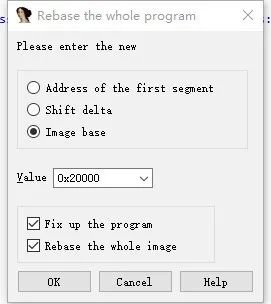 Rebase the whole program
Please enter the new
Address of the first segment
Shift delta
Image base
Value 0x20000
Fix up the program
Rebase the whole image
OK Cancel Help